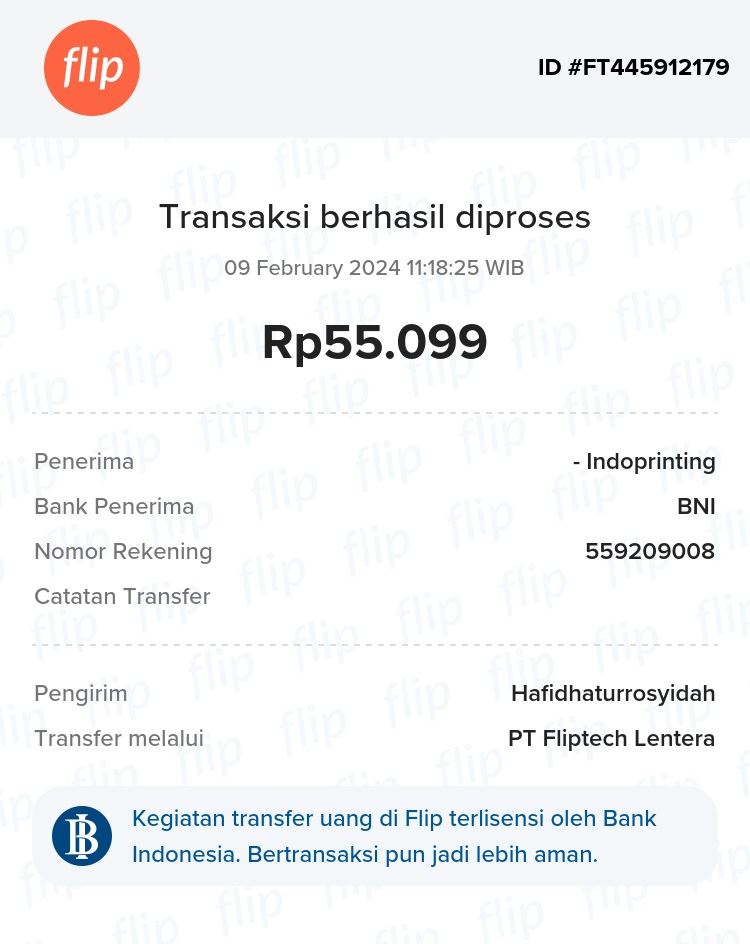 flip
ID #FT445912179
Transaksi berhasil diproses
09 February 2024 11:18:25 WIB
Rp55.099
Penerima - Indoprinting
Bank Penerima BNI
Nomor Rekening 559209008
Catatan Transfer
Pengirim Hafidhaturrosyidah
Transfer melalui PT Fliptech Lentera
Kegiatan transfer uang di Flip terlisensi oleh Bank
Indonesia. Bertransaksi pun jadi lebih aman.